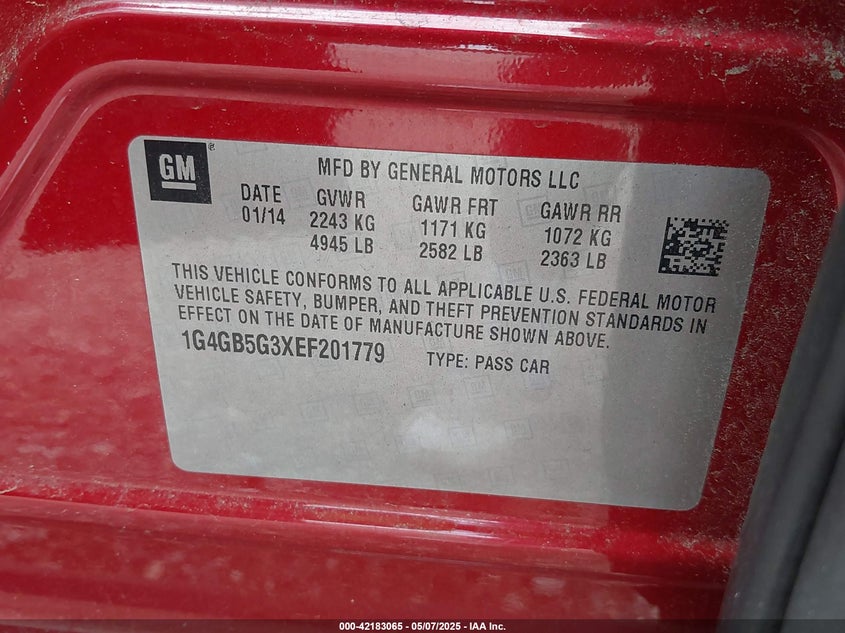 GM
MFD BY GENERAL MOTORS LLC
DATE GVWR GAWR FRT GAWR RR
01/14 2243 KG 1171 KG 1072 KG
4945 LB 2582 LB 2363 LB
THIS VEHICLE CONFORMS TO ALL APPLICABLE U.S. FEDERAL MOTOR
VEHICLE SAFETY, BUMPER, AND THEFT PREVENTION STANDARDS IN
EFFECT ON THE DATE OF MANUFACTURE SHOWN ABOVE.
1G4GB5G3XEF201779 TYPE: PASS CAR
000-42183065 - 05/07/2025 - IAA Inc.